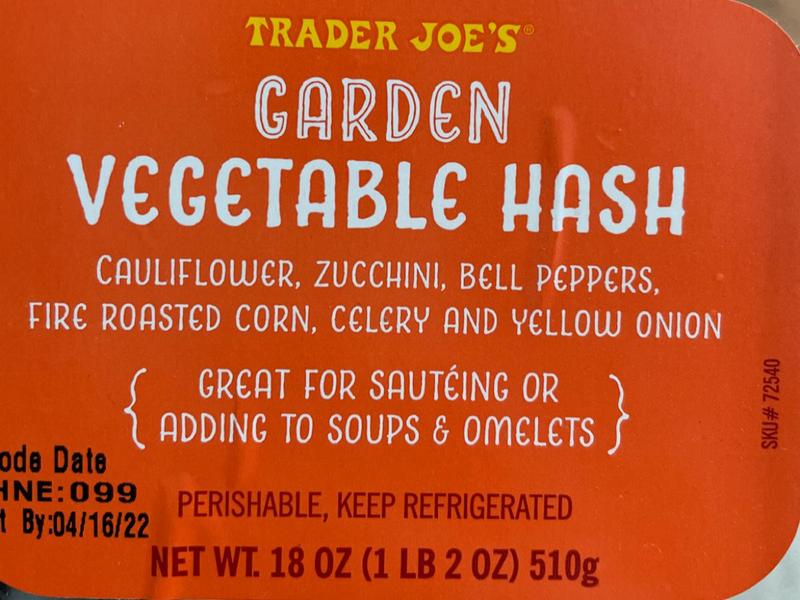 TRADER JOE'S®
GARDEN
VEGETABLE HASH
CAULIFLOWER, ZUCCHINI, BELL PEPPERS,
FIRE ROASTED CORN, CELERY AND YELLOW ONION
GREAT FOR SAUTÉING OR
ADDING TO SOUPS & OMELETS
SKU# 72540
ode Date
HNE:099
t By:04/16/22
PERISHABLE, KEEP REFRIGERATED
NET WT. 18 OZ (1 LB 2 OZ) 510g